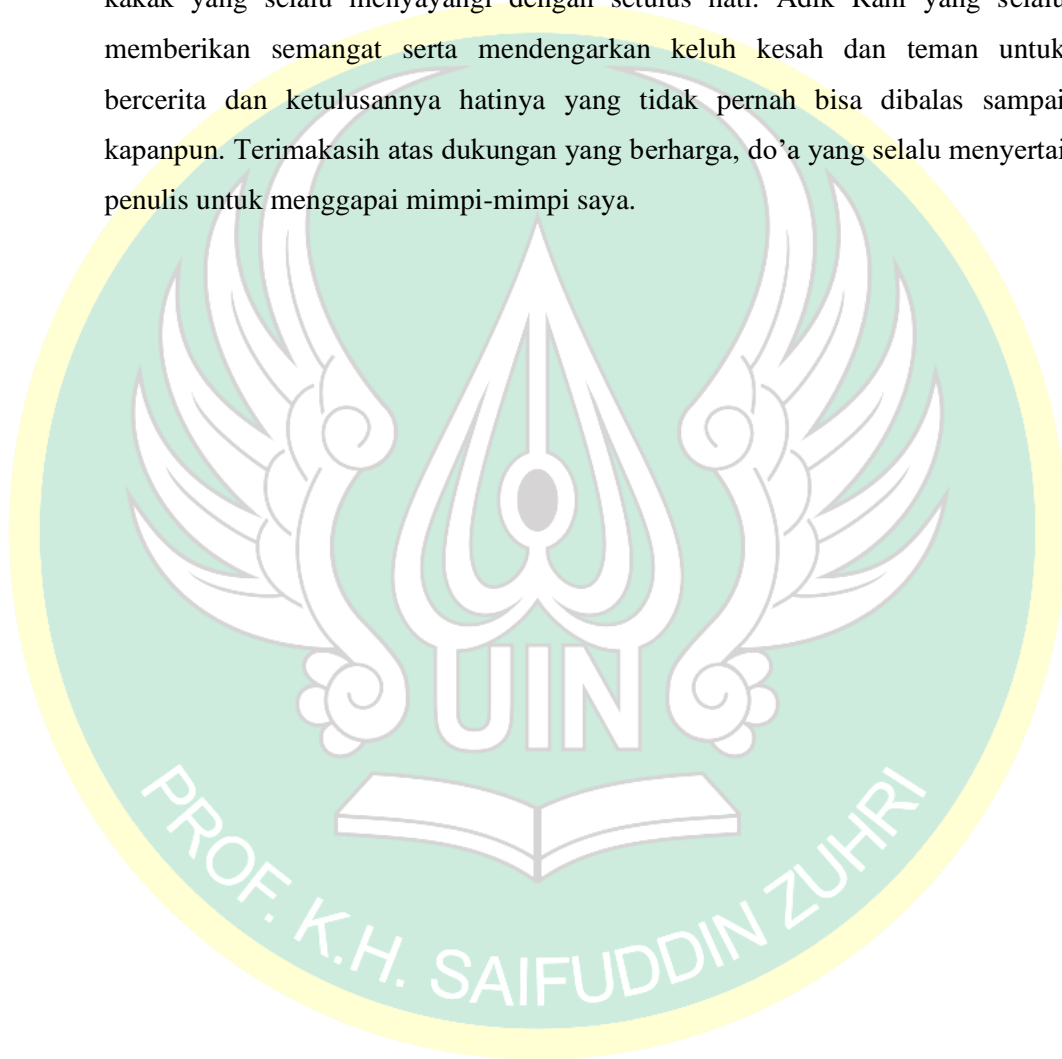 kakak yang selalu menyayangi dengan setulus hati. Adik Rani yang selalu
memberikan semangat serta mendengarkan keluh kesah dan teman untuk
bercerita dan ketulusannya hatinya yang tidak pernah bisa dibalas sampai
kapanpun. Terimakasih atas dukungan yang berharga, do’a yang selalu menyertai
penulis untuk menggapai mimpi-mimpi saya.
UIN
PROF. K.H. SAIFUDDIN ZUHRI